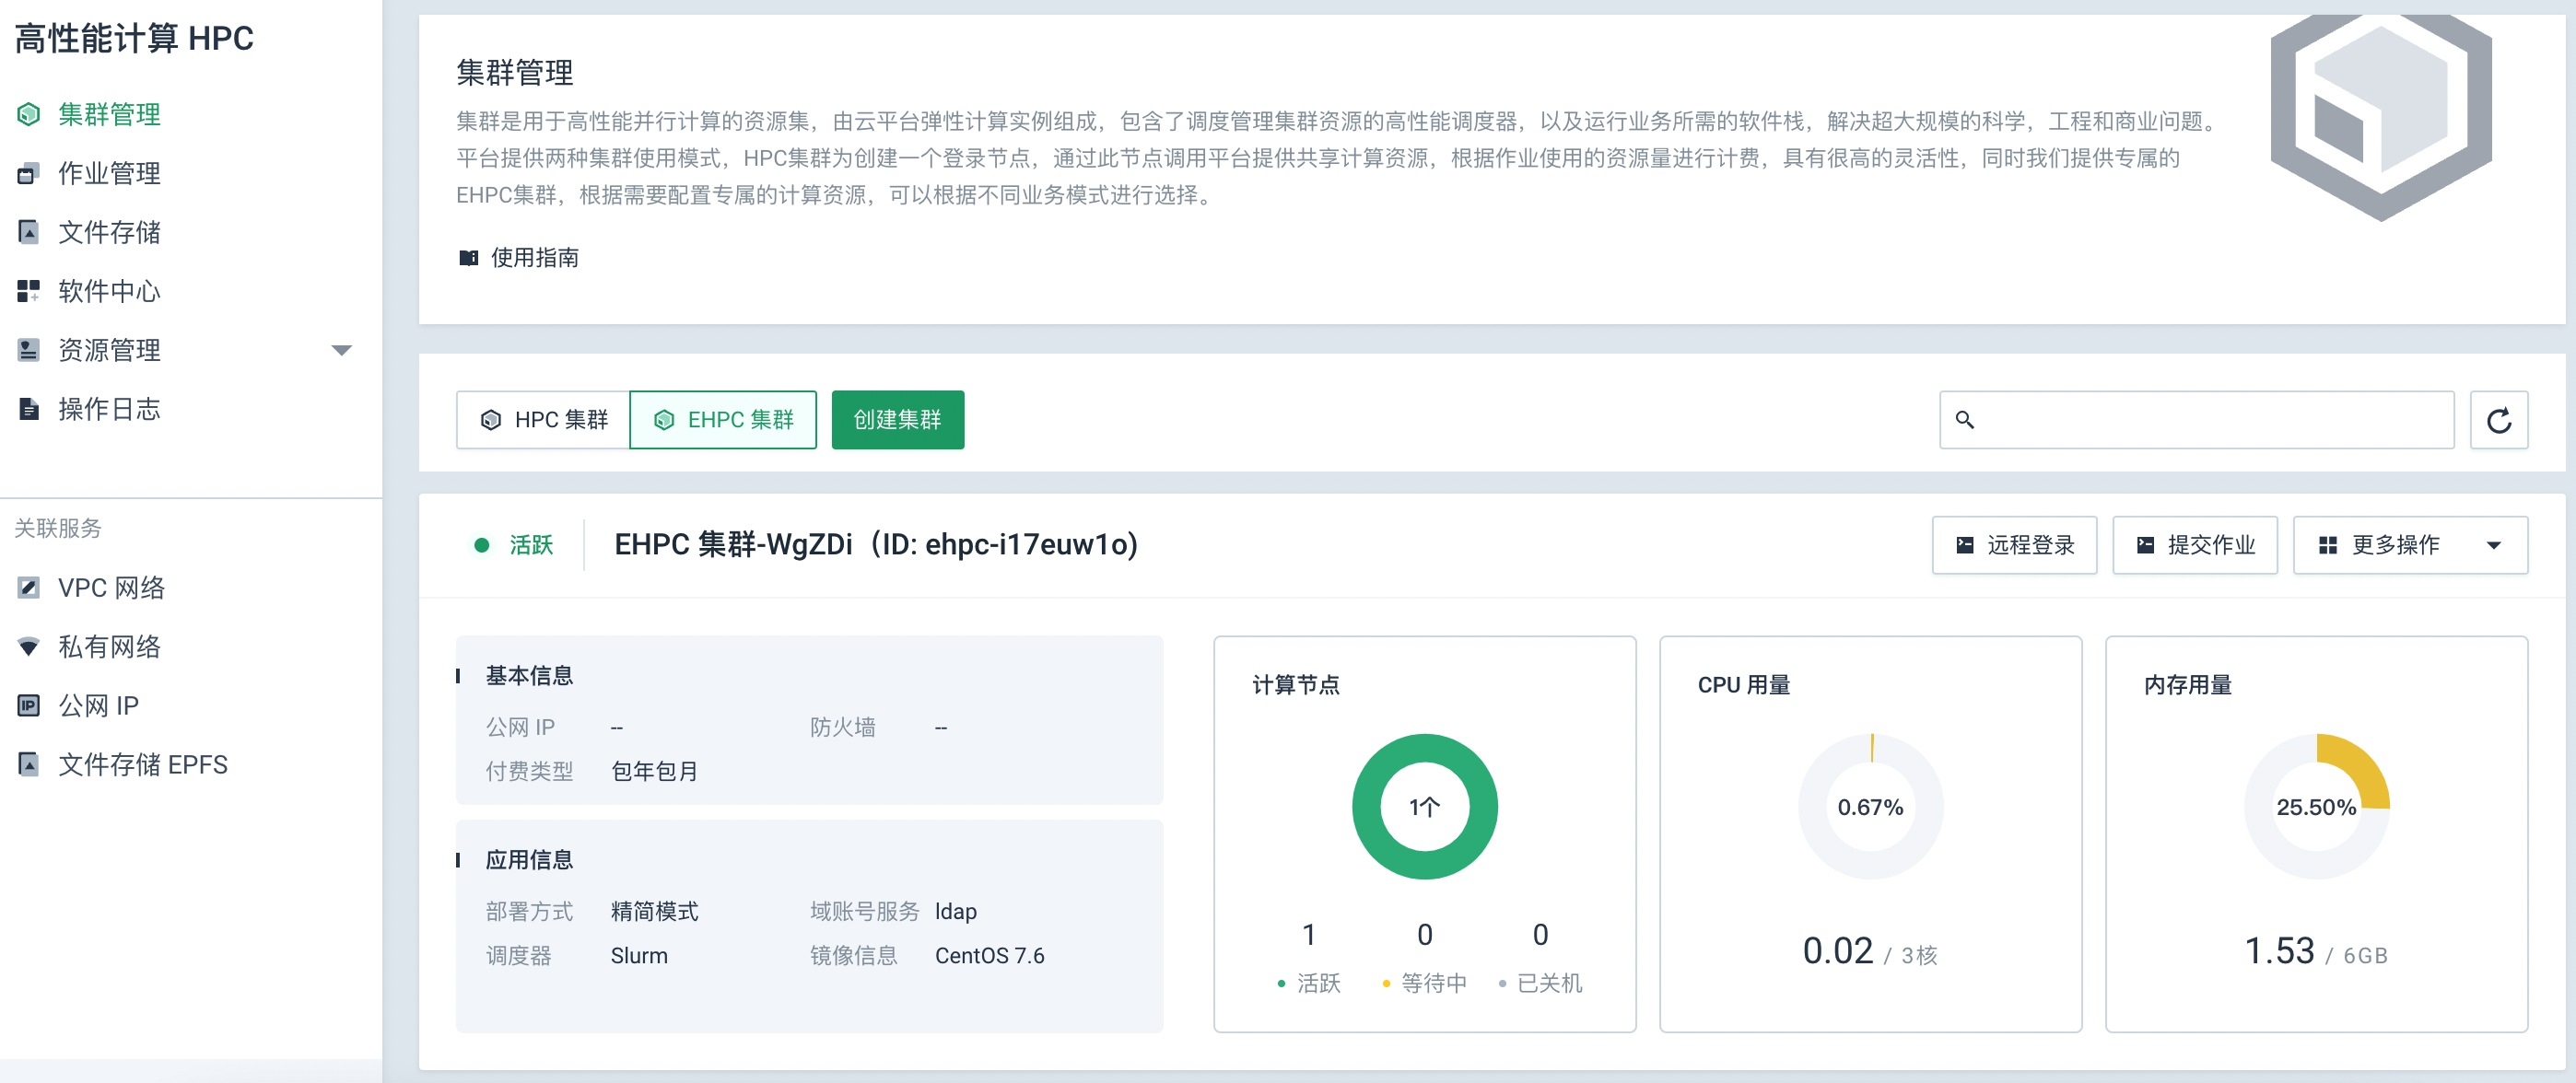 高性能计算 HPC
集群管理
作业管理
文件存储
软件中心
资源管理
操作日志
关联服务
VPC 网络
私有网络
IP 公网 IP
文件存储 EPFS
集群管理
集群是用于高性能并行计算的资源集，由云平台弹性计算实例组成，包含了调度管理集群资源的高性能调度器，以及运行业务所需的软件栈，解决超大规模的科学，工程和商业问题。
平台提供两种集群使用模式，HPC集群为创建一个登录节点，通过此节点调用平台提供共享计算资源，根据作业使用的资源量进行计费，具有很高的灵活性，同时我们提供专属的
EHPC集群，根据需要配置专属的计算资源，可以根据不同业务模式进行选择。
使用指南
HPC 集群 EHPC 集群 创建集群
活跃 EHPC 集群-WgZDi（ID: ehpc-i17euw1o) 远程登录 提交作业 更多操作
基本信息
公网 IP -- 防火墙 --
付费类型 包年包月
应用信息
部署方式 精简模式 域账号服务 ldap
调度器 Slurm 镜像信息 CentOS 7.6
计算节点
1个
1 0 0
活跃 等待中 已关机
CPU 用量
0.67%
0.02 / 3核
内存用量
25.50%
1.53 / 6GB